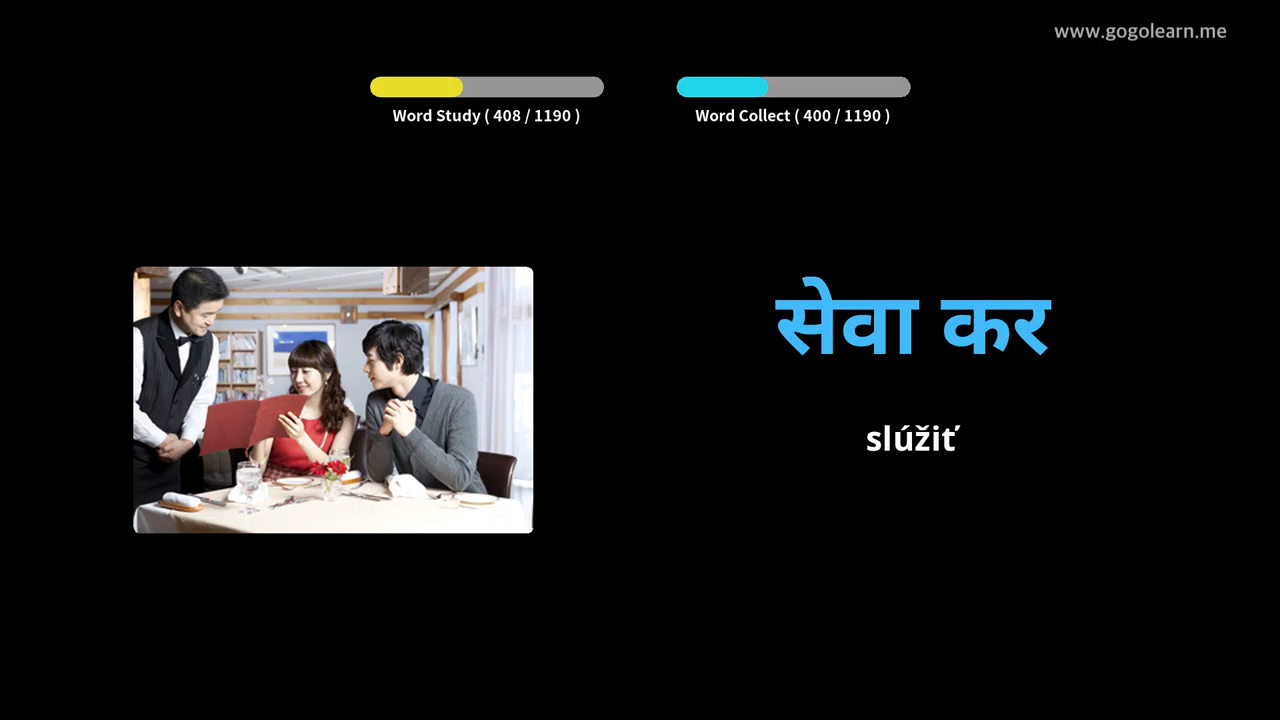 www.gogolearn.me
Word Study ( 408 / 1190 )
Word Collect ( 400 / 1190 )
सेवा कर
slúžiť